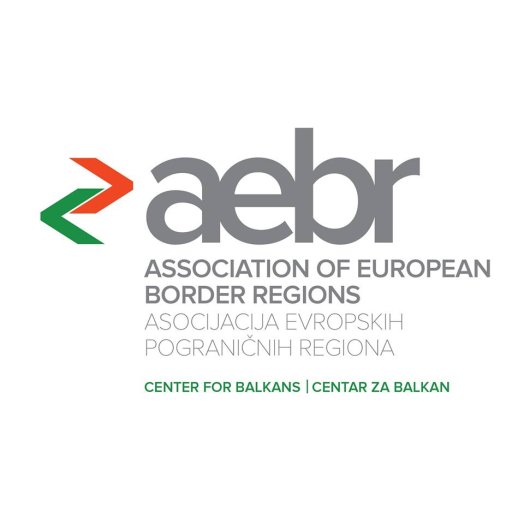 aebr
ASSOCIATION OF EUROPEAN
BORDER REGIONS
ASOCIJACIJA EVROPSKIH
POGRANIČNIH REGIONA
CENTER FOR BALKANS | CENTAR ZA BALKAN